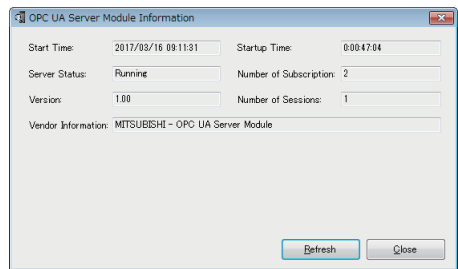 OPC UA Server Module Information
Start Time: 2017/03/16 09:11:31 Startup Time: 0:00:47:04
Server Status: Running Number of Subscription: 2
Version: 1.00 Number of Sessions: 1
Vendor Information: MITSUBISHI - OPC UA Server Module
Refresh Close